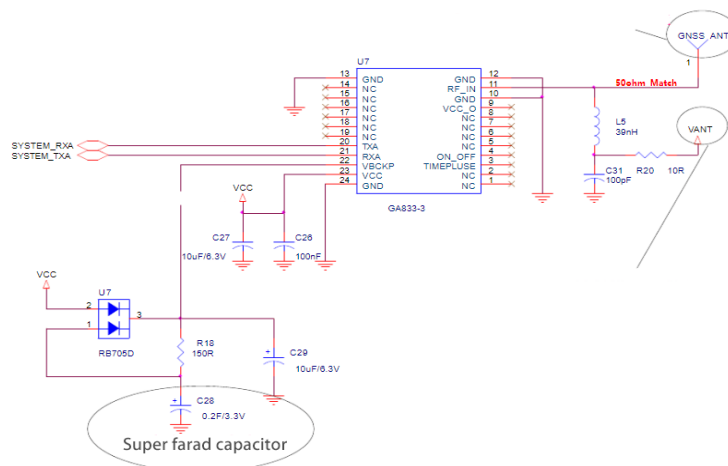 GNSS_ANT
1
U7
13 GND GND 12
14 NC RF_IN 11
15 NC GND 10
16 NC VCC_O 9
17 NC NC 8
18 NC NC 7
19 NC NC 6
20 TXA NC 5
21 RXA ON_OFF 4
22 VBCKP TIMEPLUSE 3
23 VCC NC 2
24 GND NC 1
GA833-3
50ohm Match
L5
39nH
VANT
R20 10R
C31
100pF
SYSTEM_RXA
SYSTEM_TXA
VCC
C27
10uF/6.3V
C26
100nF
VCC
U7
2
1
3
RB705D
R18
150R
C29
10uF/6.3V
C28
0.2F/3.3V
Super farad capacitor